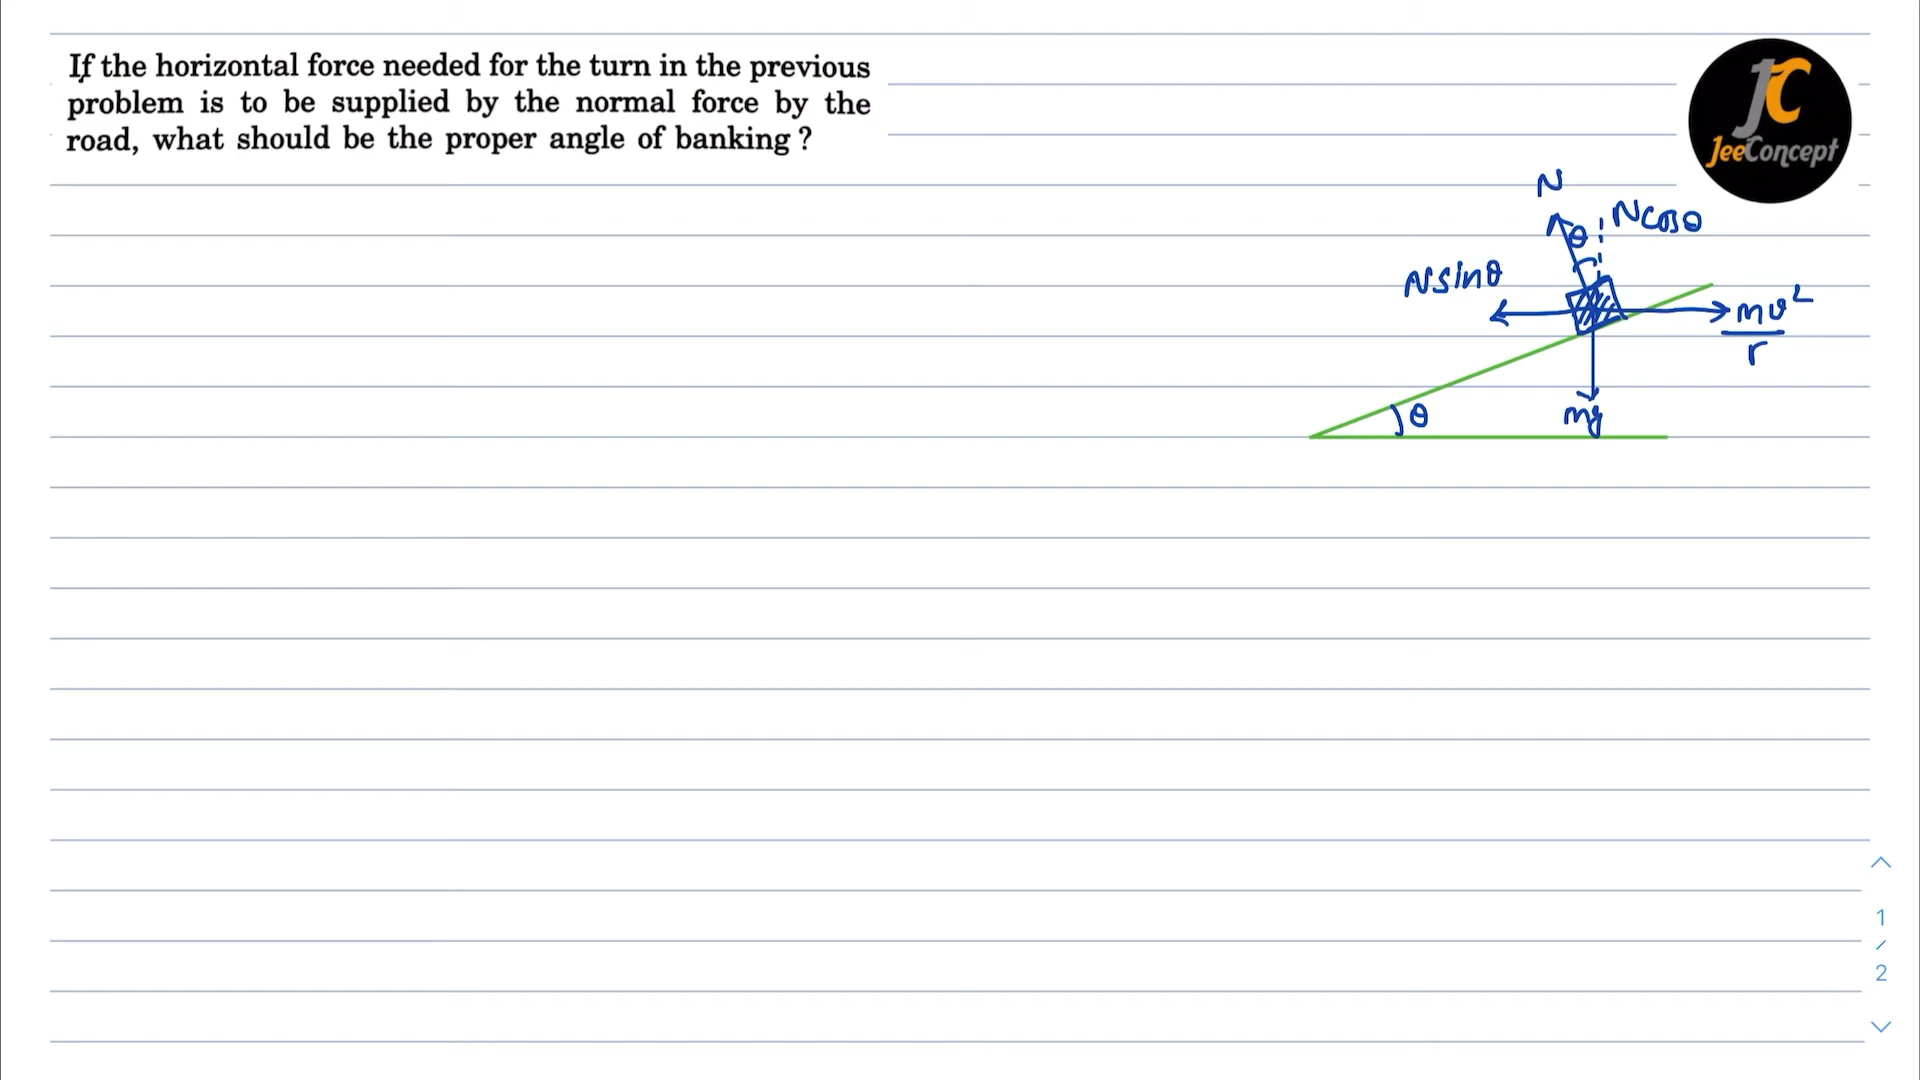 If the horizontal force needed for the turn in the previous
problem is to be supplied by the normal force by the
road, what should be the proper angle of banking ?
JC
JeeConcept
N
θ
Ncosθ
Nsinθ
mv²
r
θ
mg
1
/
2